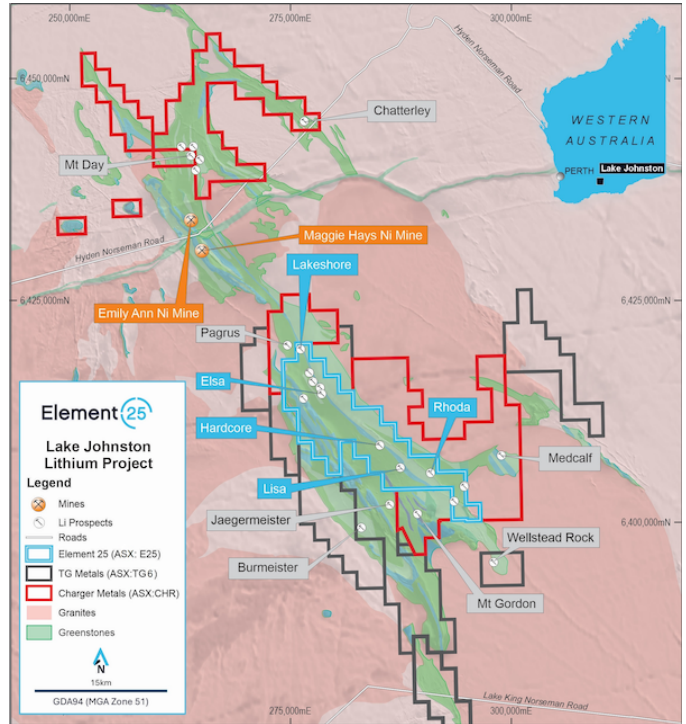 250,000mE
275,000mE
300,000mE
6,450,000mN
Hyden Norseman Road
Chatterley
WESTERN
AUSTRALIA
PERTH
Lake Johnston
Mt Day
Hyden Norseman Road
Maggie Hays Ni Mine
Lakeshore
Emily Ann Ni Mine
6,425,000mN
6,425,000mN
Pagrus
Elsa
Hardcore
Rhoda
Lisa
Medcalf
Jaegermeister
6,400,000mN
Wellstead Rock
Burmeister
Mt Gordon
Element 25
Lake Johnston
Lithium Project
Legend
Mines
Li Prospects
Roads
Element 25 (ASX: E25)
TG Metals (ASX:TG6)
Charger Metals (ASX:CHR)
Granites
Greenstones
N
15km
GDA94 (MGA Zone 51)
Lake King Norseman Road
275,000mE
300,000mE